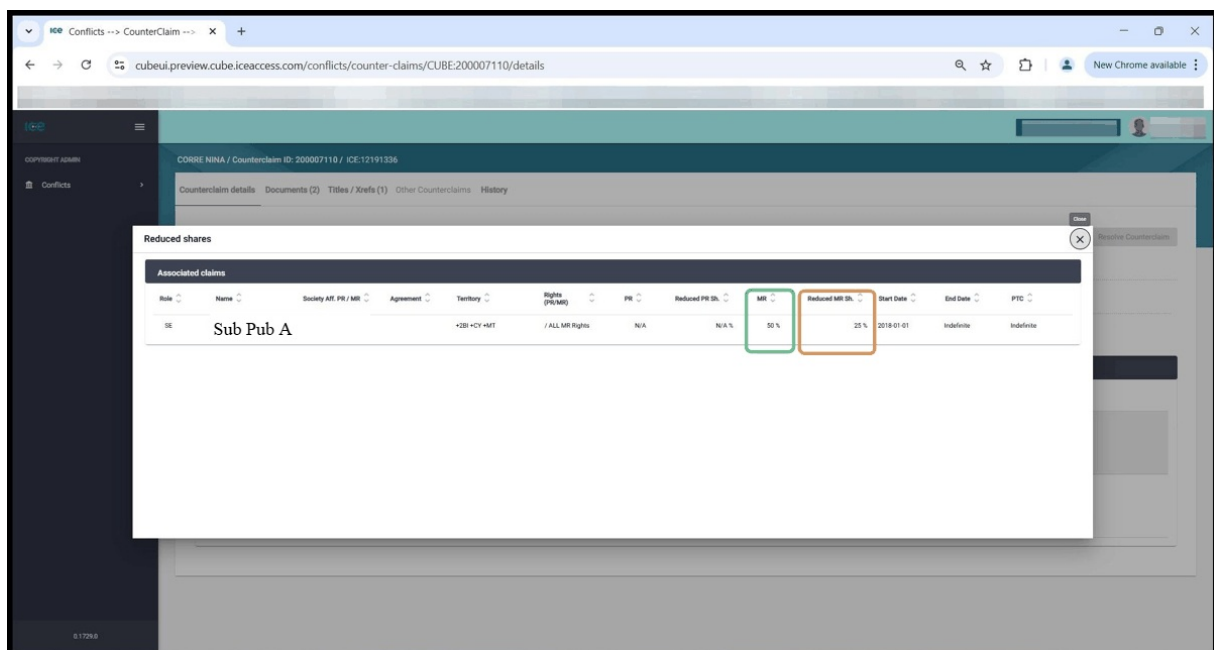 ICE Conflicts --> CounterClaim -->
cubeui.preview.cube.iceaccess.com/conflicts/counter-claims/CUBE:200007110/details
New Chrome available
ice
COPYRIGHT ADMIN
CORRE NINA / Counterclaim ID: 200007110 / ICE:12191336
Conflicts
Counterclaim details Documents (2) Titles / Xrefs (1) Other Counterclaims History
Close
Reduced shares
Resolve Counterclaim
Associated claims
Role Name Society Aff. PR / MR Agreement Territory Rights (PR/MR) PR Reduced PR Sh. MR Reduced MR Sh. Start Date End Date PTC
SE Sub Pub A +2BI +CY +MT / ALL MR Rights N/A N/A % 50 % 25 % 2018-01-01 Indefinite Indefinite
0.1729.0